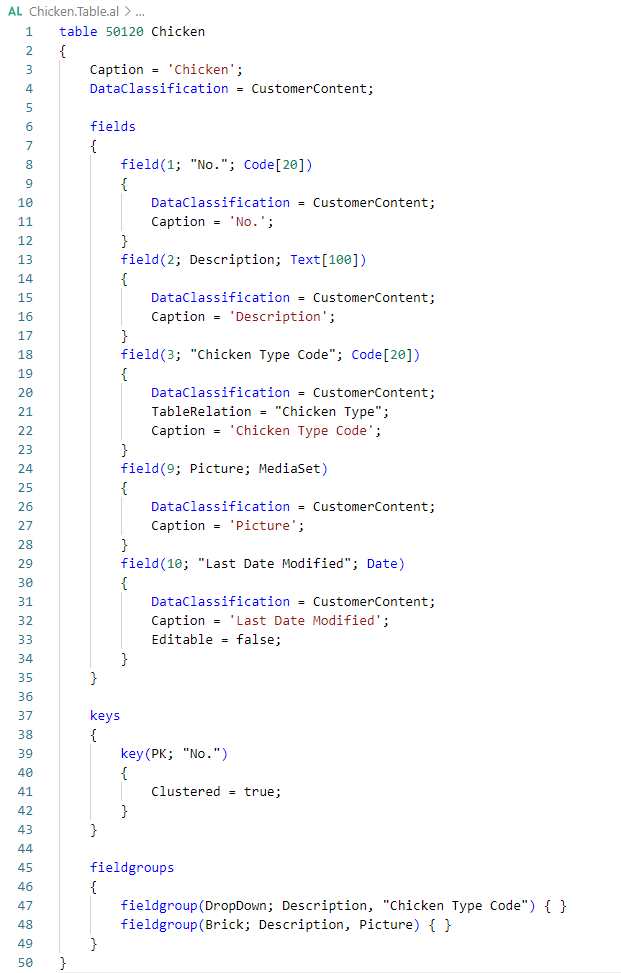 AL Chicken.Table.al > ...
1 table 50120 Chicken
2 {
3     Caption = 'Chicken';
4     DataClassification = CustomerContent;
5
6     fields
7     {
8         field(1; "No."; Code[20])
9         {
10             DataClassification = CustomerContent;
11             Caption = 'No.';
12         }
13         field(2; Description; Text[100])
14         {
15             DataClassification = CustomerContent;
16             Caption = 'Description';
17         }
18         field(3; "Chicken Type Code"; Code[20])
19         {
20             DataClassification = CustomerContent;
21             TableRelation = "Chicken Type";
22             Caption = 'Chicken Type Code';
23         }
24         field(9; Picture; MediaSet)
25         {
26             DataClassification = CustomerContent;
27             Caption = 'Picture';
28         }
29         field(10; "Last Date Modified"; Date)
30         {
31             DataClassification = CustomerContent;
32             Caption = 'Last Date Modified';
33             Editable = false;
34         }
35     }
36
37     keys
38     {
39         key(PK; "No.")
40         {
41             Clustered = true;
42         }
43     }
44
45     fieldgroups
46     {
47         fieldgroup(DropDown; Description, "Chicken Type Code") { }
48         fieldgroup(Brick; Description, Picture) { }
49     }
50 }